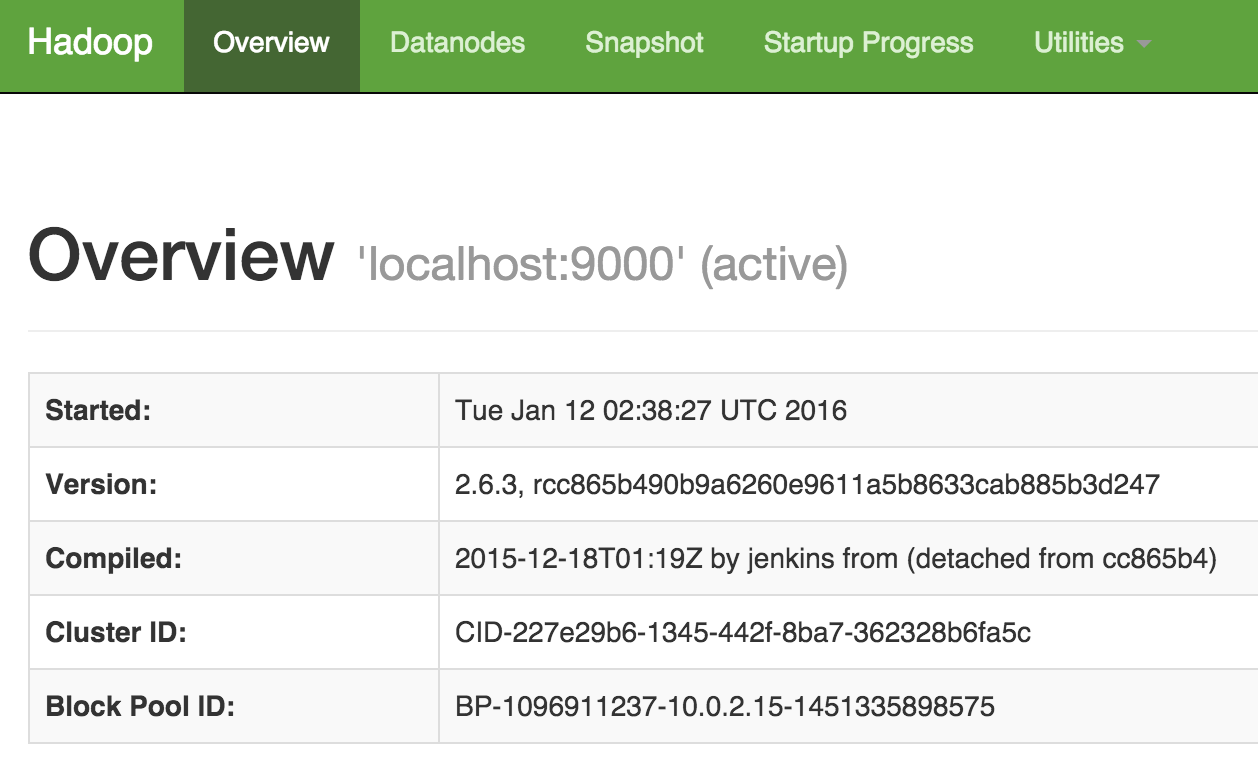 Hadoop Overview Datanodes Snapshot Startup Progress Utilities
Overview 'localhost:9000' (active)
Started: Tue Jan 12 02:38:27 UTC 2016
Version: 2.6.3, rcc865b490b9a6260e9611a5b8633cab885b3d247
Compiled: 2015-12-18T01:19Z by jenkins from (detached from cc865b4)
Cluster ID: CID-227e29b6-1345-442f-8ba7-362328b6fa5c
Block Pool ID: BP-1096911237-10.0.2.15-1451335898575